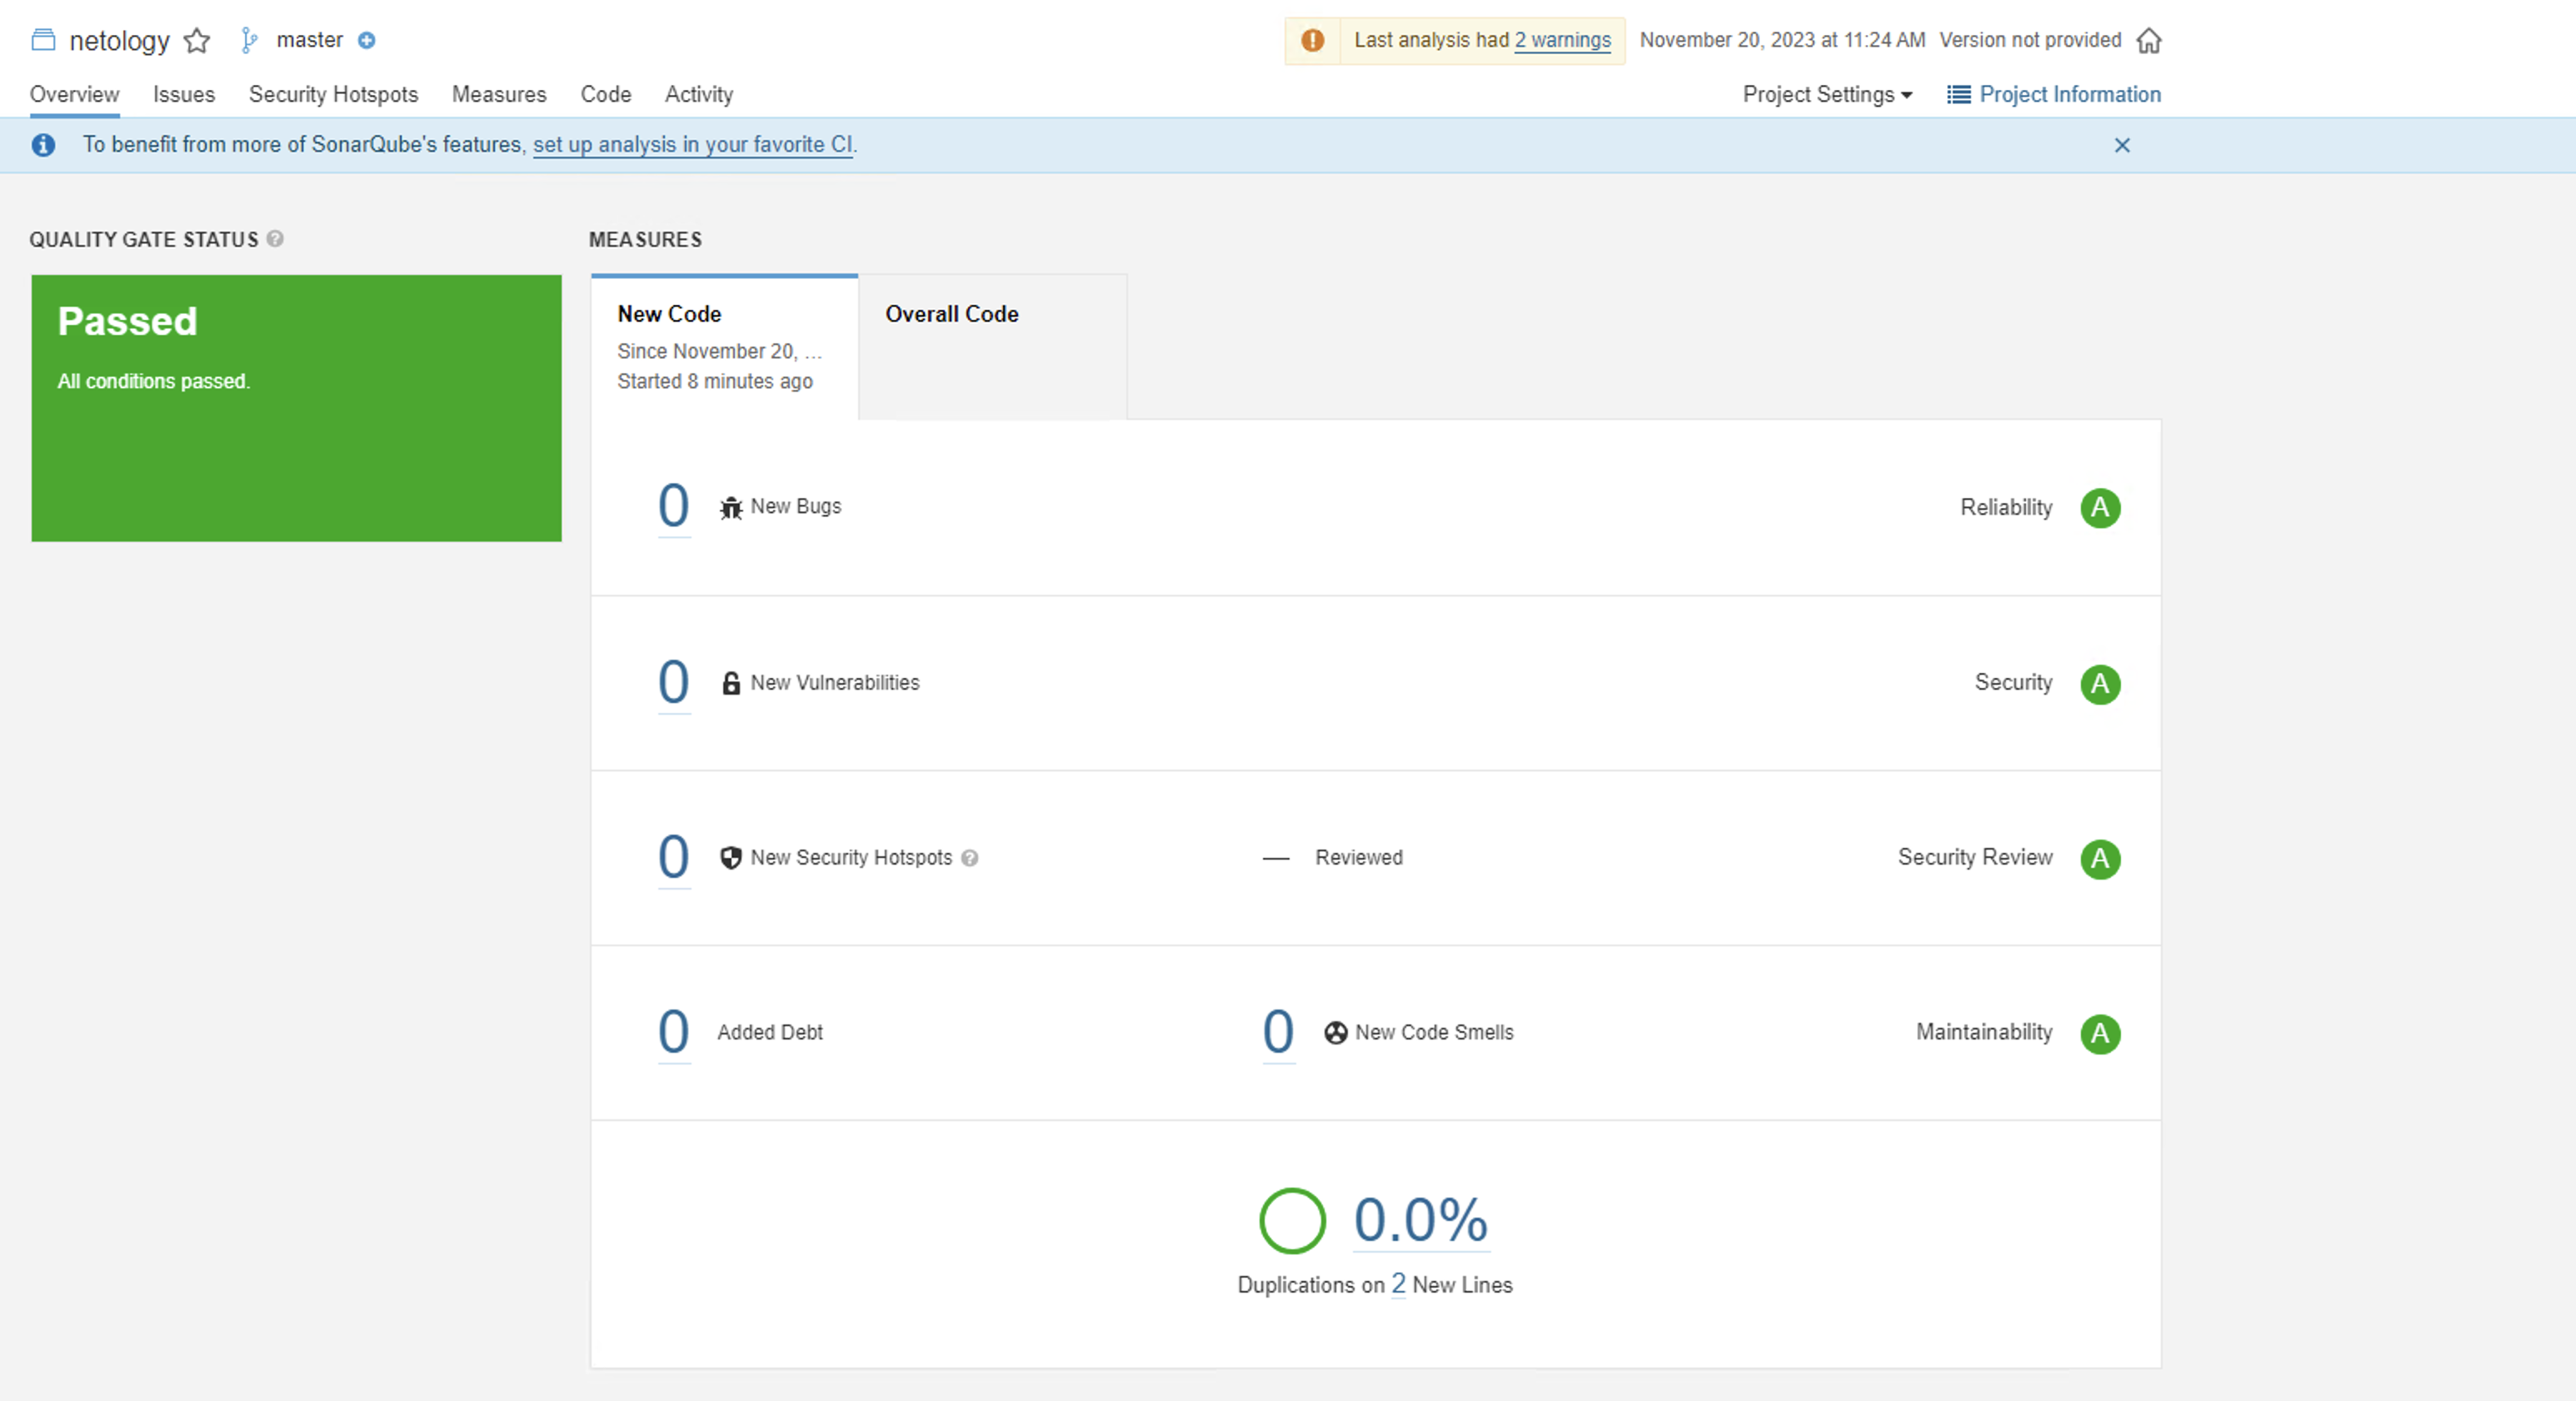 netology master
Last analysis had 2 warnings November 20, 2023 at 11:24 AM Version not provided
Overview Issues Security Hotspots Measures Code Activity
Project Settings Project Information
To benefit from more of SonarQube's features, set up analysis in your favorite CI.
QUALITY GATE STATUS
Passed
All conditions passed.
MEASURES
New Code
Since November 20, ...
Started 8 minutes ago
Overall Code
0 New Bugs Reliability A
0 New Vulnerabilities Security A
0 New Security Hotspots — Reviewed Security Review A
0 Added Debt 0 New Code Smells Maintainability A
0.0%
Duplications on 2 New Lines